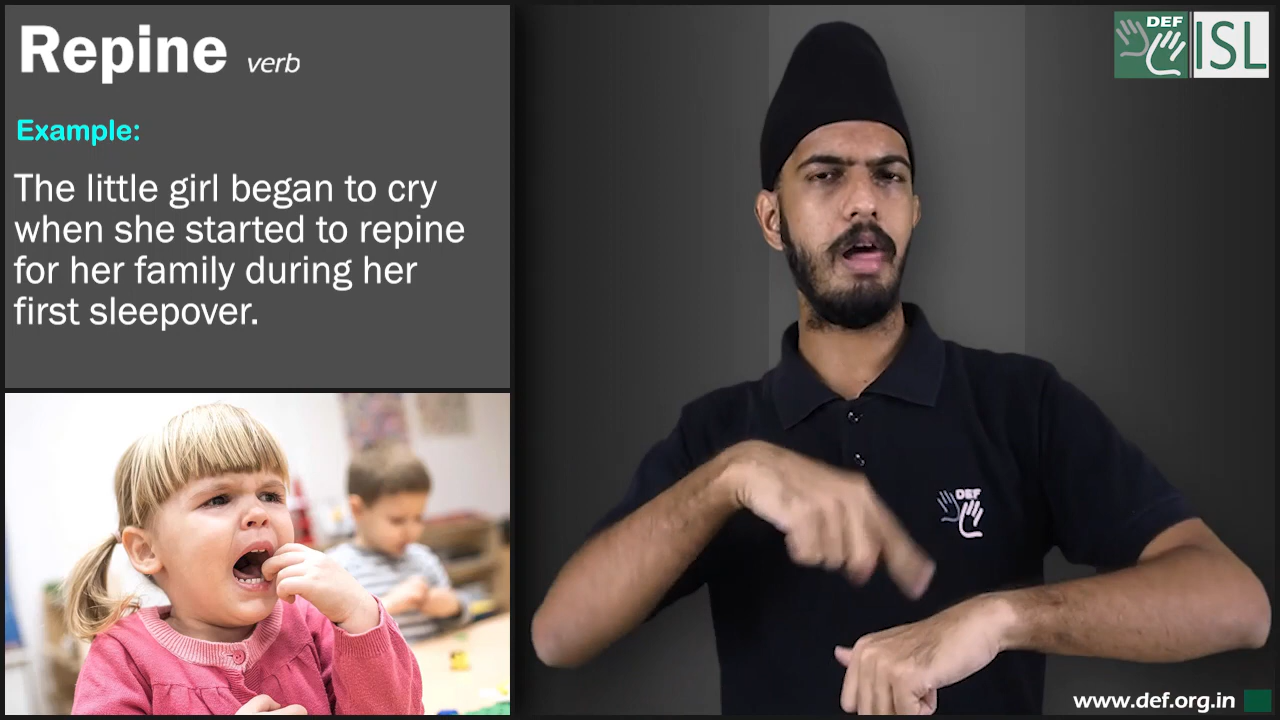 Repine verb
Example:
The little girl began to cry
when she started to repine
for her family during her
first sleepover.
DEF
ISL
DEF
www.def.org.in